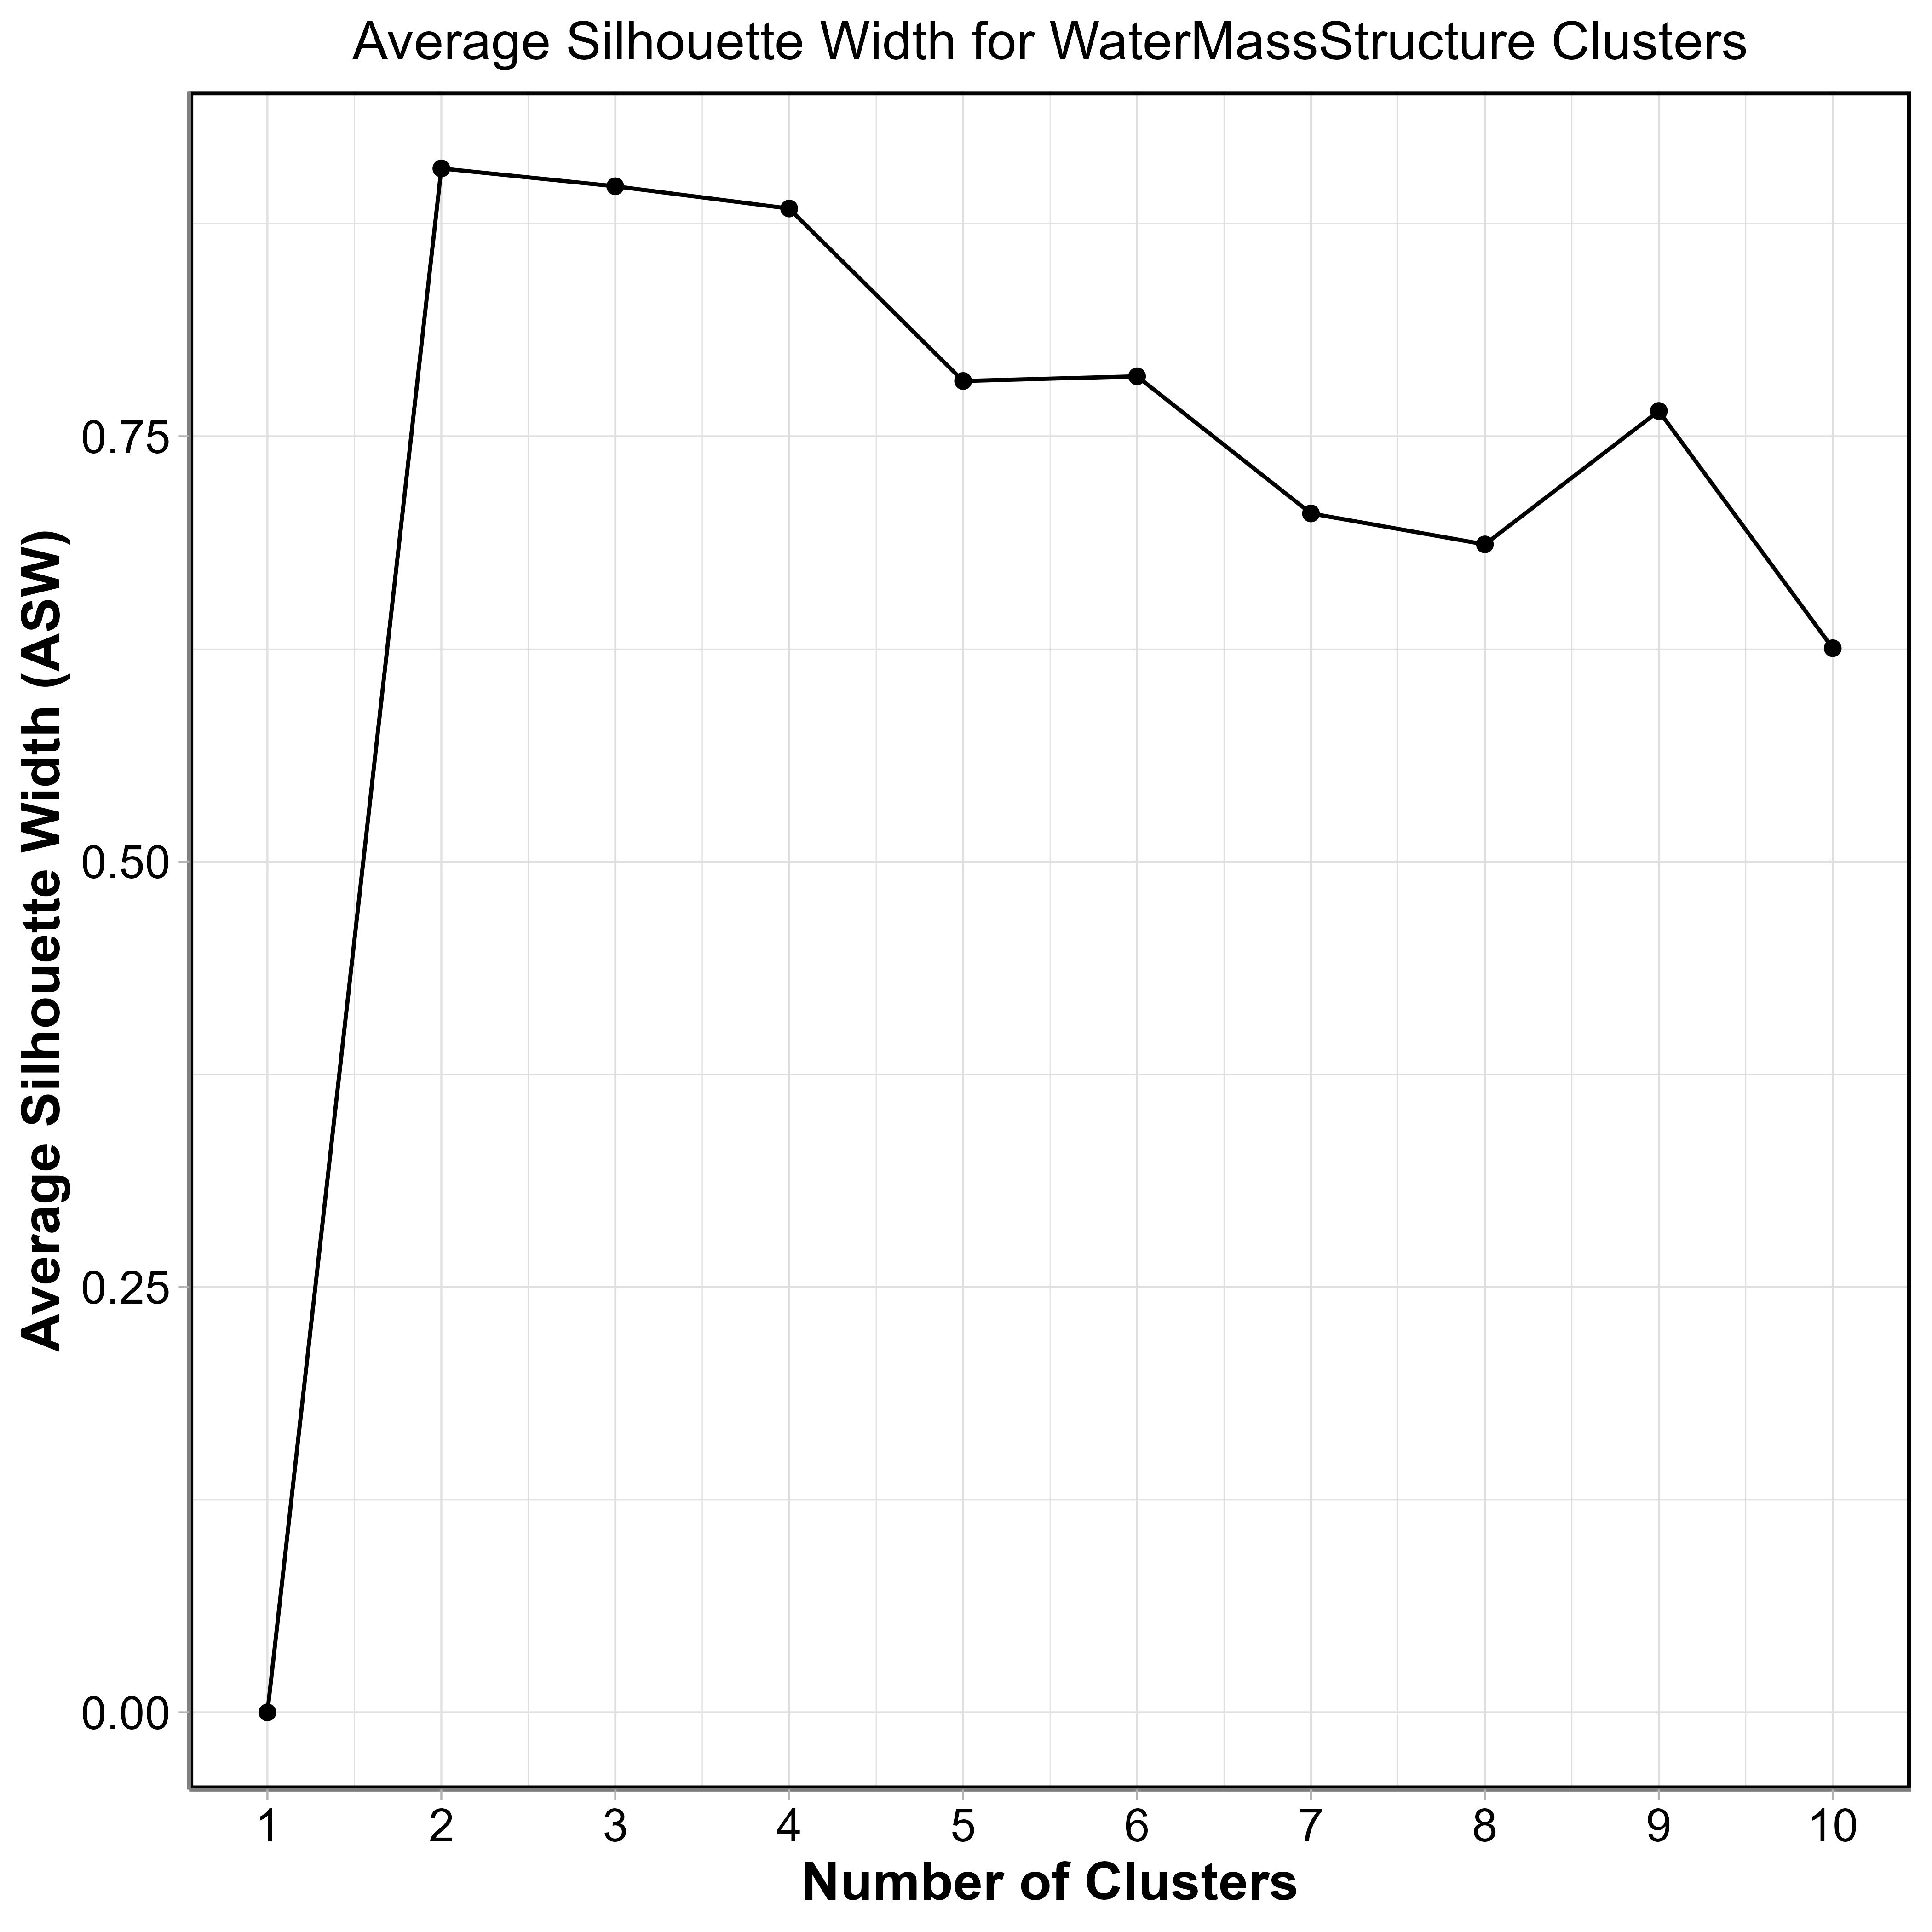 Average Silhouette Width for WaterMassStructure Clusters
Average Silhouette Width (ASW)
0.75
0.50
0.25
0.00
1 2 3 4 5 6 7 8 9 10
Number of Clusters